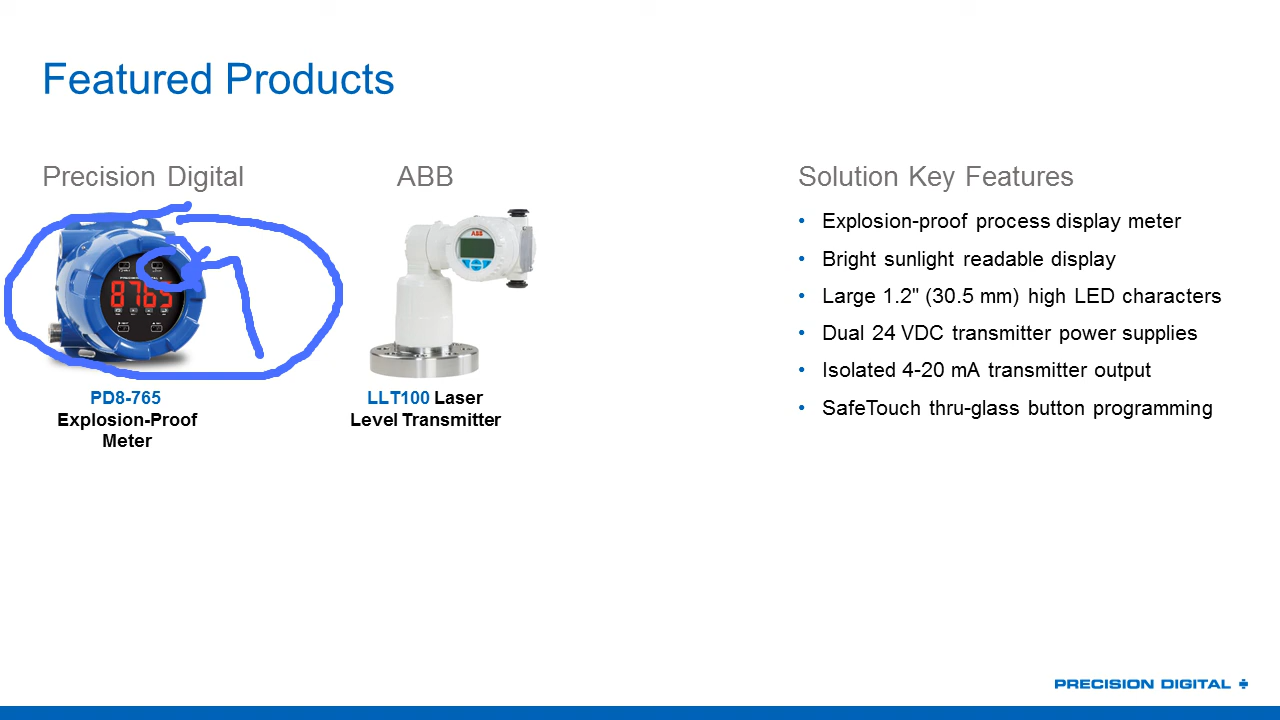 Featured Products
Precision Digital
8765
PD8-765
Explosion-Proof
Meter
ABB
ABB
LLT100 Laser
Level Transmitter
Solution Key Features
• Explosion-proof process display meter
• Bright sunlight readable display
• Large 1.2" (30.5 mm) high LED characters
• Dual 24 VDC transmitter power supplies
• Isolated 4-20 mA transmitter output
• SafeTouch thru-glass button programming
PRECISION DIGITAL